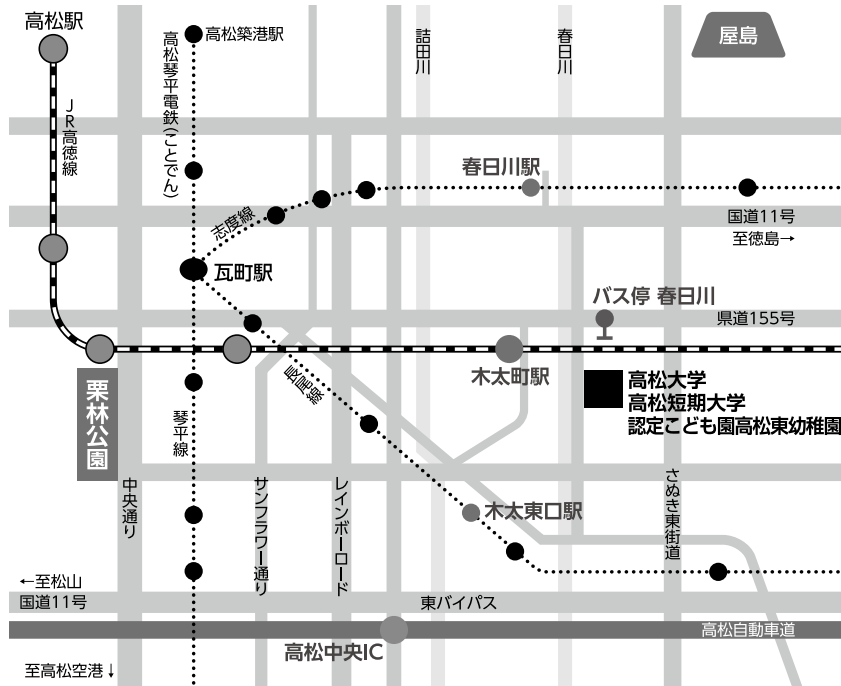 高松駅
高松築港駅
JR高徳線
高松琴平電鉄(ことでん)
詰田川
春日川
屋島
春日川駅
志度線
国道11号
至徳島→
瓦町駅
バス停 春日川
県道155号
木太町駅
高松大学
高松短期大学
認定こども園高松東幼稚園
栗林公園
長尾線
琴平線
中央通り
サンフラワー通り
レインボーロード
さぬき東街道
木太東口駅
←至松山
国道11号
東バイパス
高松自動車道
高松中央IC
至高松空港↓